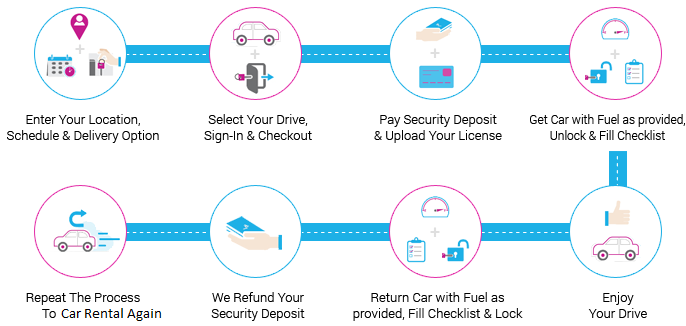 Enter Your Location,
Schedule & Delivery Option
Select Your Drive,
Sign-In & Checkout
Pay Security Deposit
& Upload Your License
Get Car with Fuel as provided,
Unlock & Fill Checklist
Repeat The Process
To Car Rental Again
We Refund Your
Security Deposit
Return Car with Fuel as
provided, Fill Checklist & Lock
Enjoy
Your Drive